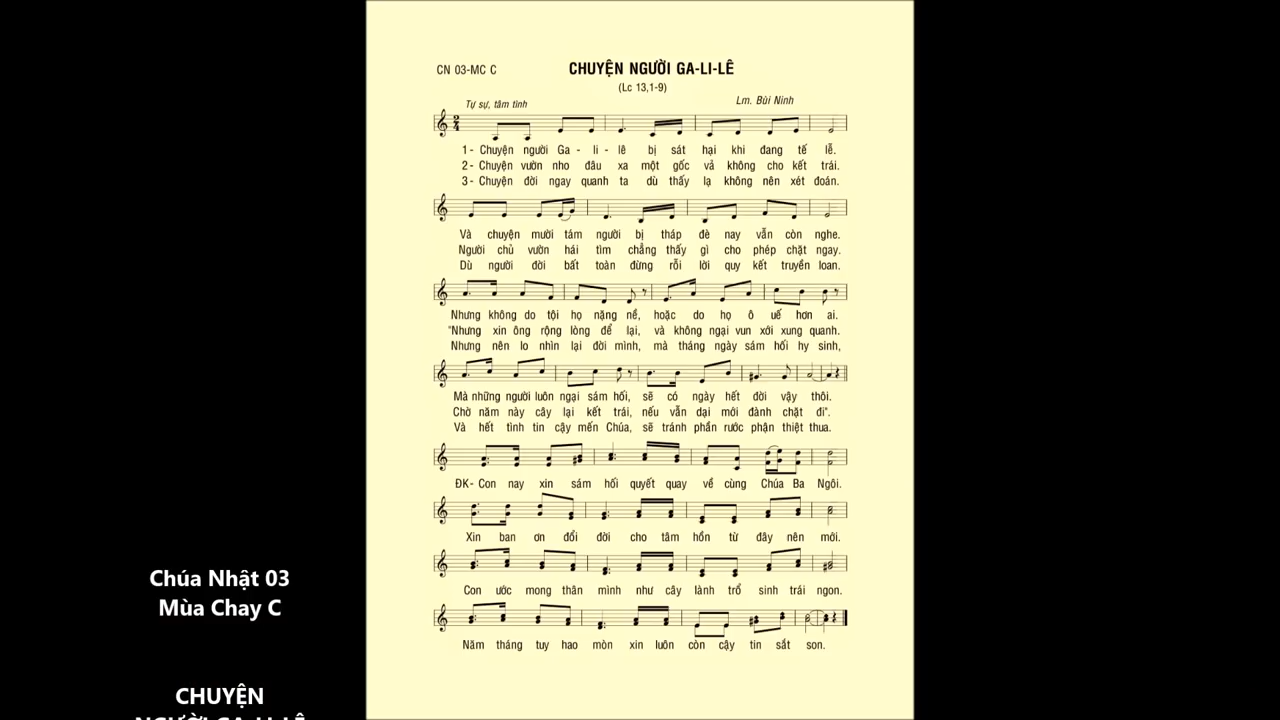 CN 03-MC C
CHUYỆN NGƯỜI GA-LI-LÊ
(Lc 13,1-9)
Tự sự, tâm tình
Lm. Bùi Ninh
1- Chuyện người Ga - li - lê bị sát hại khi đang tế lễ.
2- Chuyện vườn nho đâu xa một gốc vả không cho kết trái.
3- Chuyện đời ngay quanh ta dù thấy lạ không nên xét đoán.
Và chuyện mười tám người bị tháp đè nay vẫn còn nghe.
Người chủ vườn hái tìm chẳng thấy gì cho phép chặt ngay.
Dù người đời bất toàn đừng rỗi lời quy kết truyền loan.
Nhưng không do tội họ nặng nề, hoặc do họ ô uế hơn ai.
"Nhưng xin ông rộng lòng để lại, và không ngại vun xới xung quanh.
Nhưng nên lo nhìn lại đời mình, mà tháng ngày sám hối hy sinh,
Mà những người luôn ngại sám hối, sẽ có ngày hết đời vậy thôi.
Chờ năm này cây lại kết trái, nếu vẫn dại mới đành chặt đi".
Và hết tình tin cậy mến Chúa, sẽ tránh phần rước phận thiệt thua.
ĐK- Con nay xin sám hối quyết quay về cùng Chúa Ba Ngôi.
Xin ban ơn đổi đời cho tâm hồn từ đây nên mới.
Con ước mong thân mình như cây lành trổ sinh trái ngon.
Năm tháng tuy hao mòn xin luôn còn cậy tin sắt son.
Chúa Nhật 03
Mùa Chay C
CHUYỆN
NGƯỜI GA-LI-LÊ